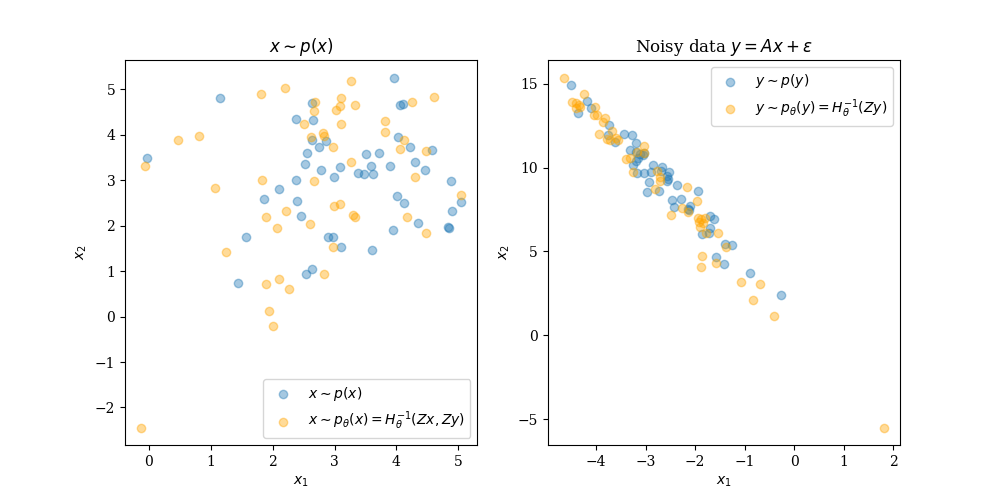 x ∼ p(x)
Noisy data y = Ax + ε
5
4
3
2
1
0
−1
−2
x₂
0 1 2 3 4 5
x₁
x ∼ p(x)
x ∼ p_θ(x) = H_θ^{-1}(Zx, Zy)
15
10
5
0
−5
x₂
−4 −3 −2 −1 0 1 2
x₁
y ∼ p(y)
y ∼ p_θ(y) = H_θ^{-1}(Zy)